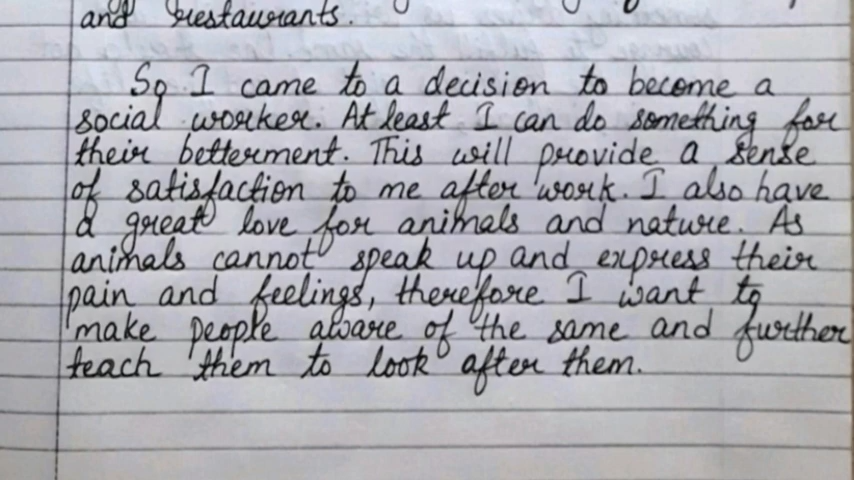 and restaurants.
So I came to a decision to become a
social worker. At least I can do something for
their betterment. This will provide a sense
of satisfaction to me after work. I also have
a great love for animals and nature. As
animals cannot speak up and express their
pain and feelings, therefore I want to
make people aware of the same and further
teach them to look after them.